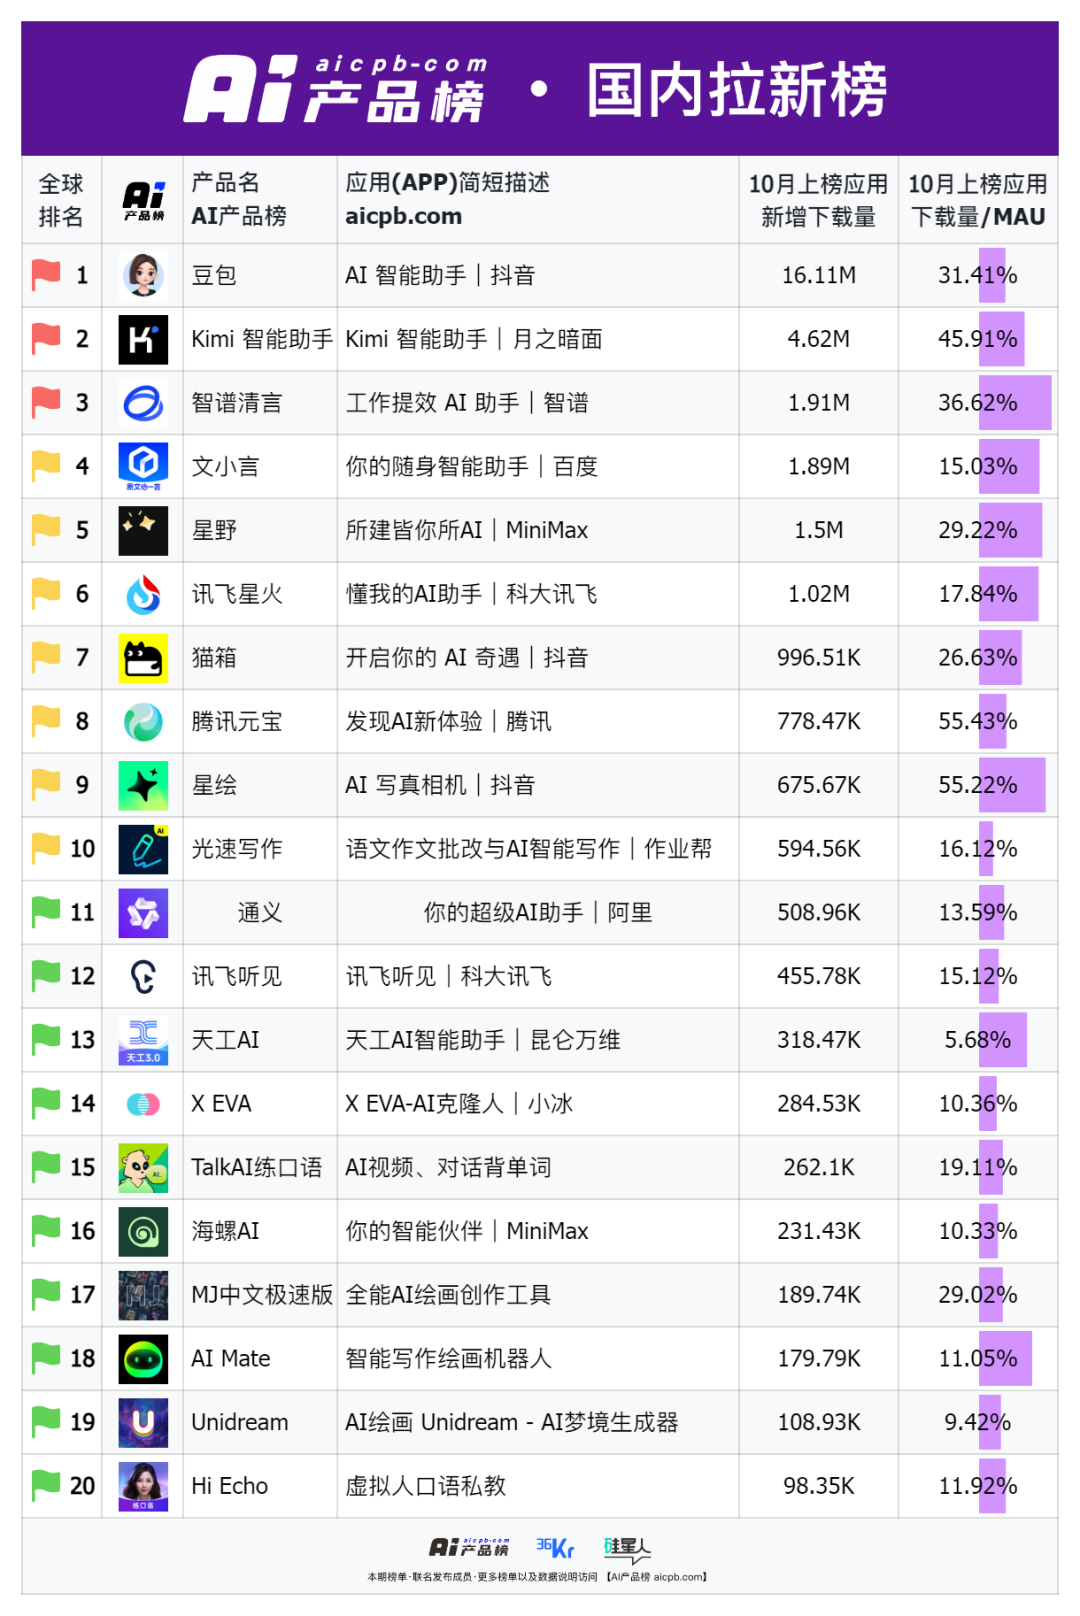 Ai产品榜 aicpb-com · 国内拉新榜
全球排名 Ai产品榜 产品名 AI产品榜 应用(APP)简短描述 aicpb.com 10月上榜应用新增下载量 10月上榜应用下载量/MAU
1 豆包 AI 智能助手｜抖音 16.11M 31.41%
2 Kimi 智能助手 Kimi 智能助手｜月之暗面 4.62M 45.91%
3 智谱清言 工作提效 AI 助手｜智谱 1.91M 36.62%
4 原文心一言 文小言 你的随身智能助手｜百度 1.89M 15.03%
5 星野 所建皆你所AI｜MiniMax 1.5M 29.22%
6 讯飞星火 懂我的AI助手｜科大讯飞 1.02M 17.84%
7 猫箱 开启你的 AI 奇遇｜抖音 996.51K 26.63%
8 腾讯元宝 发现AI新体验｜腾讯 778.47K 55.43%
9 星绘 AI 写真相机｜抖音 675.67K 55.22%
10 AI 光速写作 语文作文批改与AI智能写作｜作业帮 594.56K 16.12%
11 通义 你的超级AI助手｜阿里 508.96K 13.59%
12 讯飞听见 讯飞听见｜科大讯飞 455.78K 15.12%
13 天工3.0 天工AI 天工AI智能助手｜昆仑万维 318.47K 5.68%
14 X EVA X EVA-AI克隆人｜小冰 284.53K 10.36%
15 AI TalkAI练口语 AI视频、对话背单词 262.1K 19.11%
16 海螺AI 你的智能伙伴｜MiniMax 231.43K 10.33%
17 MJ MJ中文极速版 全能AI绘画创作工具 189.74K 29.02%
18 AI Mate 智能写作绘画机器人 179.79K 11.05%
19 Unidream AI绘画 Unidream - AI梦境生成器 108.93K 9.42%
20 练口语 Hi Echo 虚拟人口语私教 98.35K 11.92%
Ai产品榜 aicpb-com 36Kr 硅星人
本期榜单·联名发布成员·更多榜单以及数据说明访问 【AI产品榜 aicpb.com】